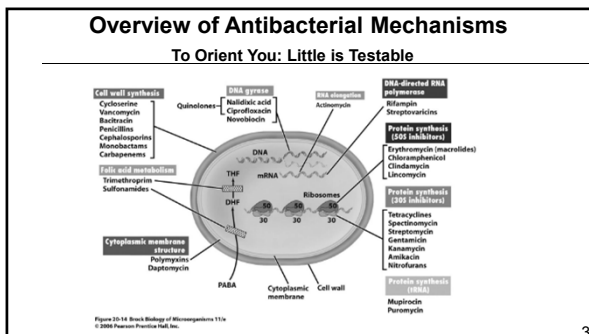 Overview of Antibacterial Mechanisms
To Orient You: Little is Testable
Cell wall synthesis
Cycloserine
Vancomycin
Bacitracin
Penicillins
Cephalosporins
Monobactams
Carbapenems
DNA gyrase
Quinolones
Nalidixic acid
Ciprofloxacin
Novobiocin
RNA elongation
Actinomycin
DNA-directed RNA
polymerase
Rifampin
Streptovaricins
Protein synthesis
(50S inhibitors)
Erythromycin (macrolides)
Chloramphenicol
Clindamycin
Lincomycin
Folic acid metabolism
Trimethroprim
Sulfonamides
DNA
THF
mRNA
Ribosomes
DHF
50 50 50
30 30 30
Protein synthesis
(30S inhibitors)
Tetracyclines
Spectinomycin
Streptomycin
Gentamicin
Kanamycin
Amikacin
Nitrofurans
Cytoplasmic membrane
structure
Polymyxins
Daptomycin
PABA
Cytoplasmic
membrane
Cell wall
Protein synthesis
(tRNA)
Mupirocin
Puromycin
Figure 20-14 Brock Biology of Microorganisms 11/e
© 2006 Pearson Prentice Hall, Inc.
3